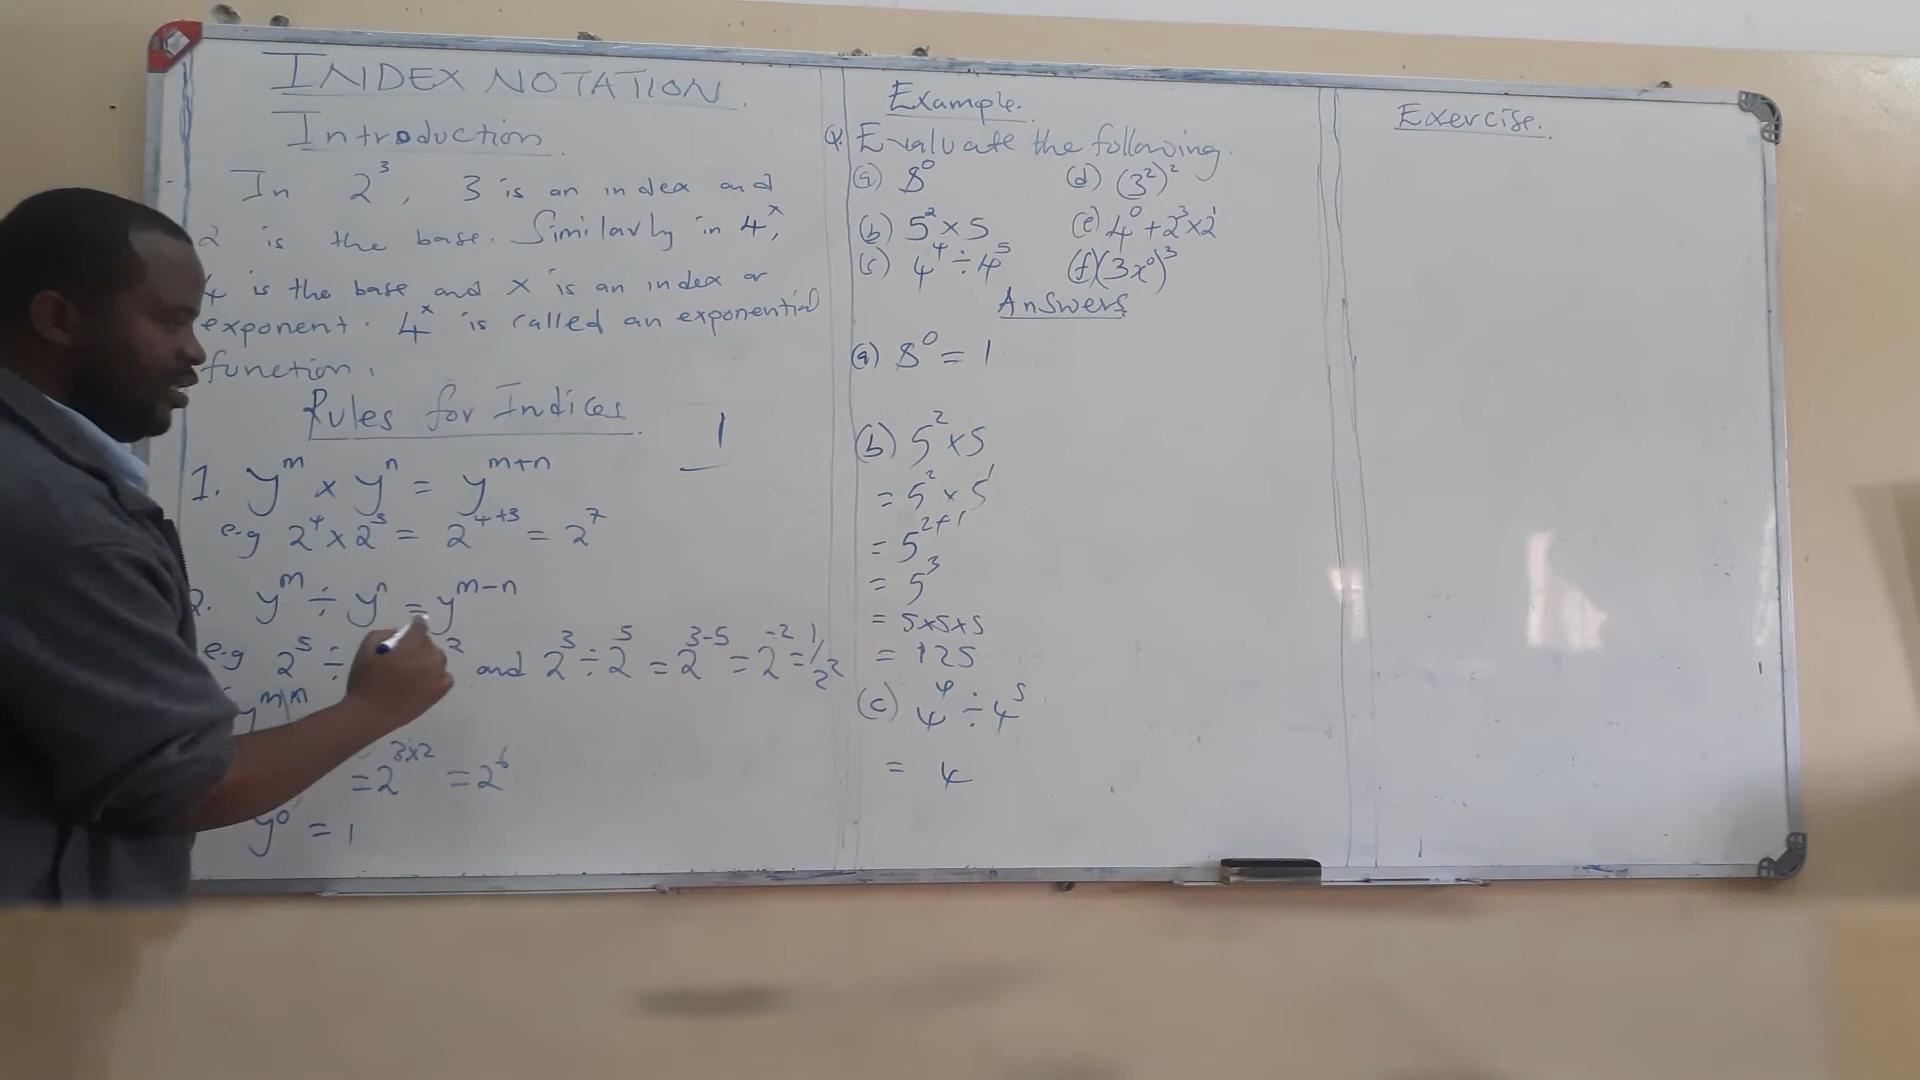 INDEX NOTATION.
Introduction.
In 2³, 3 is an index and
2 is the base. Similarly in 4ˣ,
4 is the base and x is an index or
exponent. 4ˣ is called an exponential
function.
Rules for Indices
1
1. yᵐ × yⁿ = yᵐ⁺ⁿ
e.g 2⁴ × 2³ = 2⁴⁺³ = 2⁷
2. yᵐ ÷ yⁿ = yᵐ⁻ⁿ
e.g 2⁵ ÷ 2 and 2³ ÷ 2⁵ = 2³⁻⁵ = 2⁻² = 1/2²
= 2³ˣ² = 2⁶
y⁰ = 1
Example.
Q. Evaluate the following.
(a) 8⁰
(b) 5² × 5
(c) 4⁴ ÷ 4⁵
(d) (3²)²
(e) 4⁰ + 2³ × 2¹
(f) (3x⁰)³
Answers
(a) 8⁰ = 1
(b) 5² × 5
= 5² × 5¹
= 5²⁺¹
= 5³
= 5×5×5
= 125
(c) 4⁴ ÷ 4⁵
= 4
Exercise.